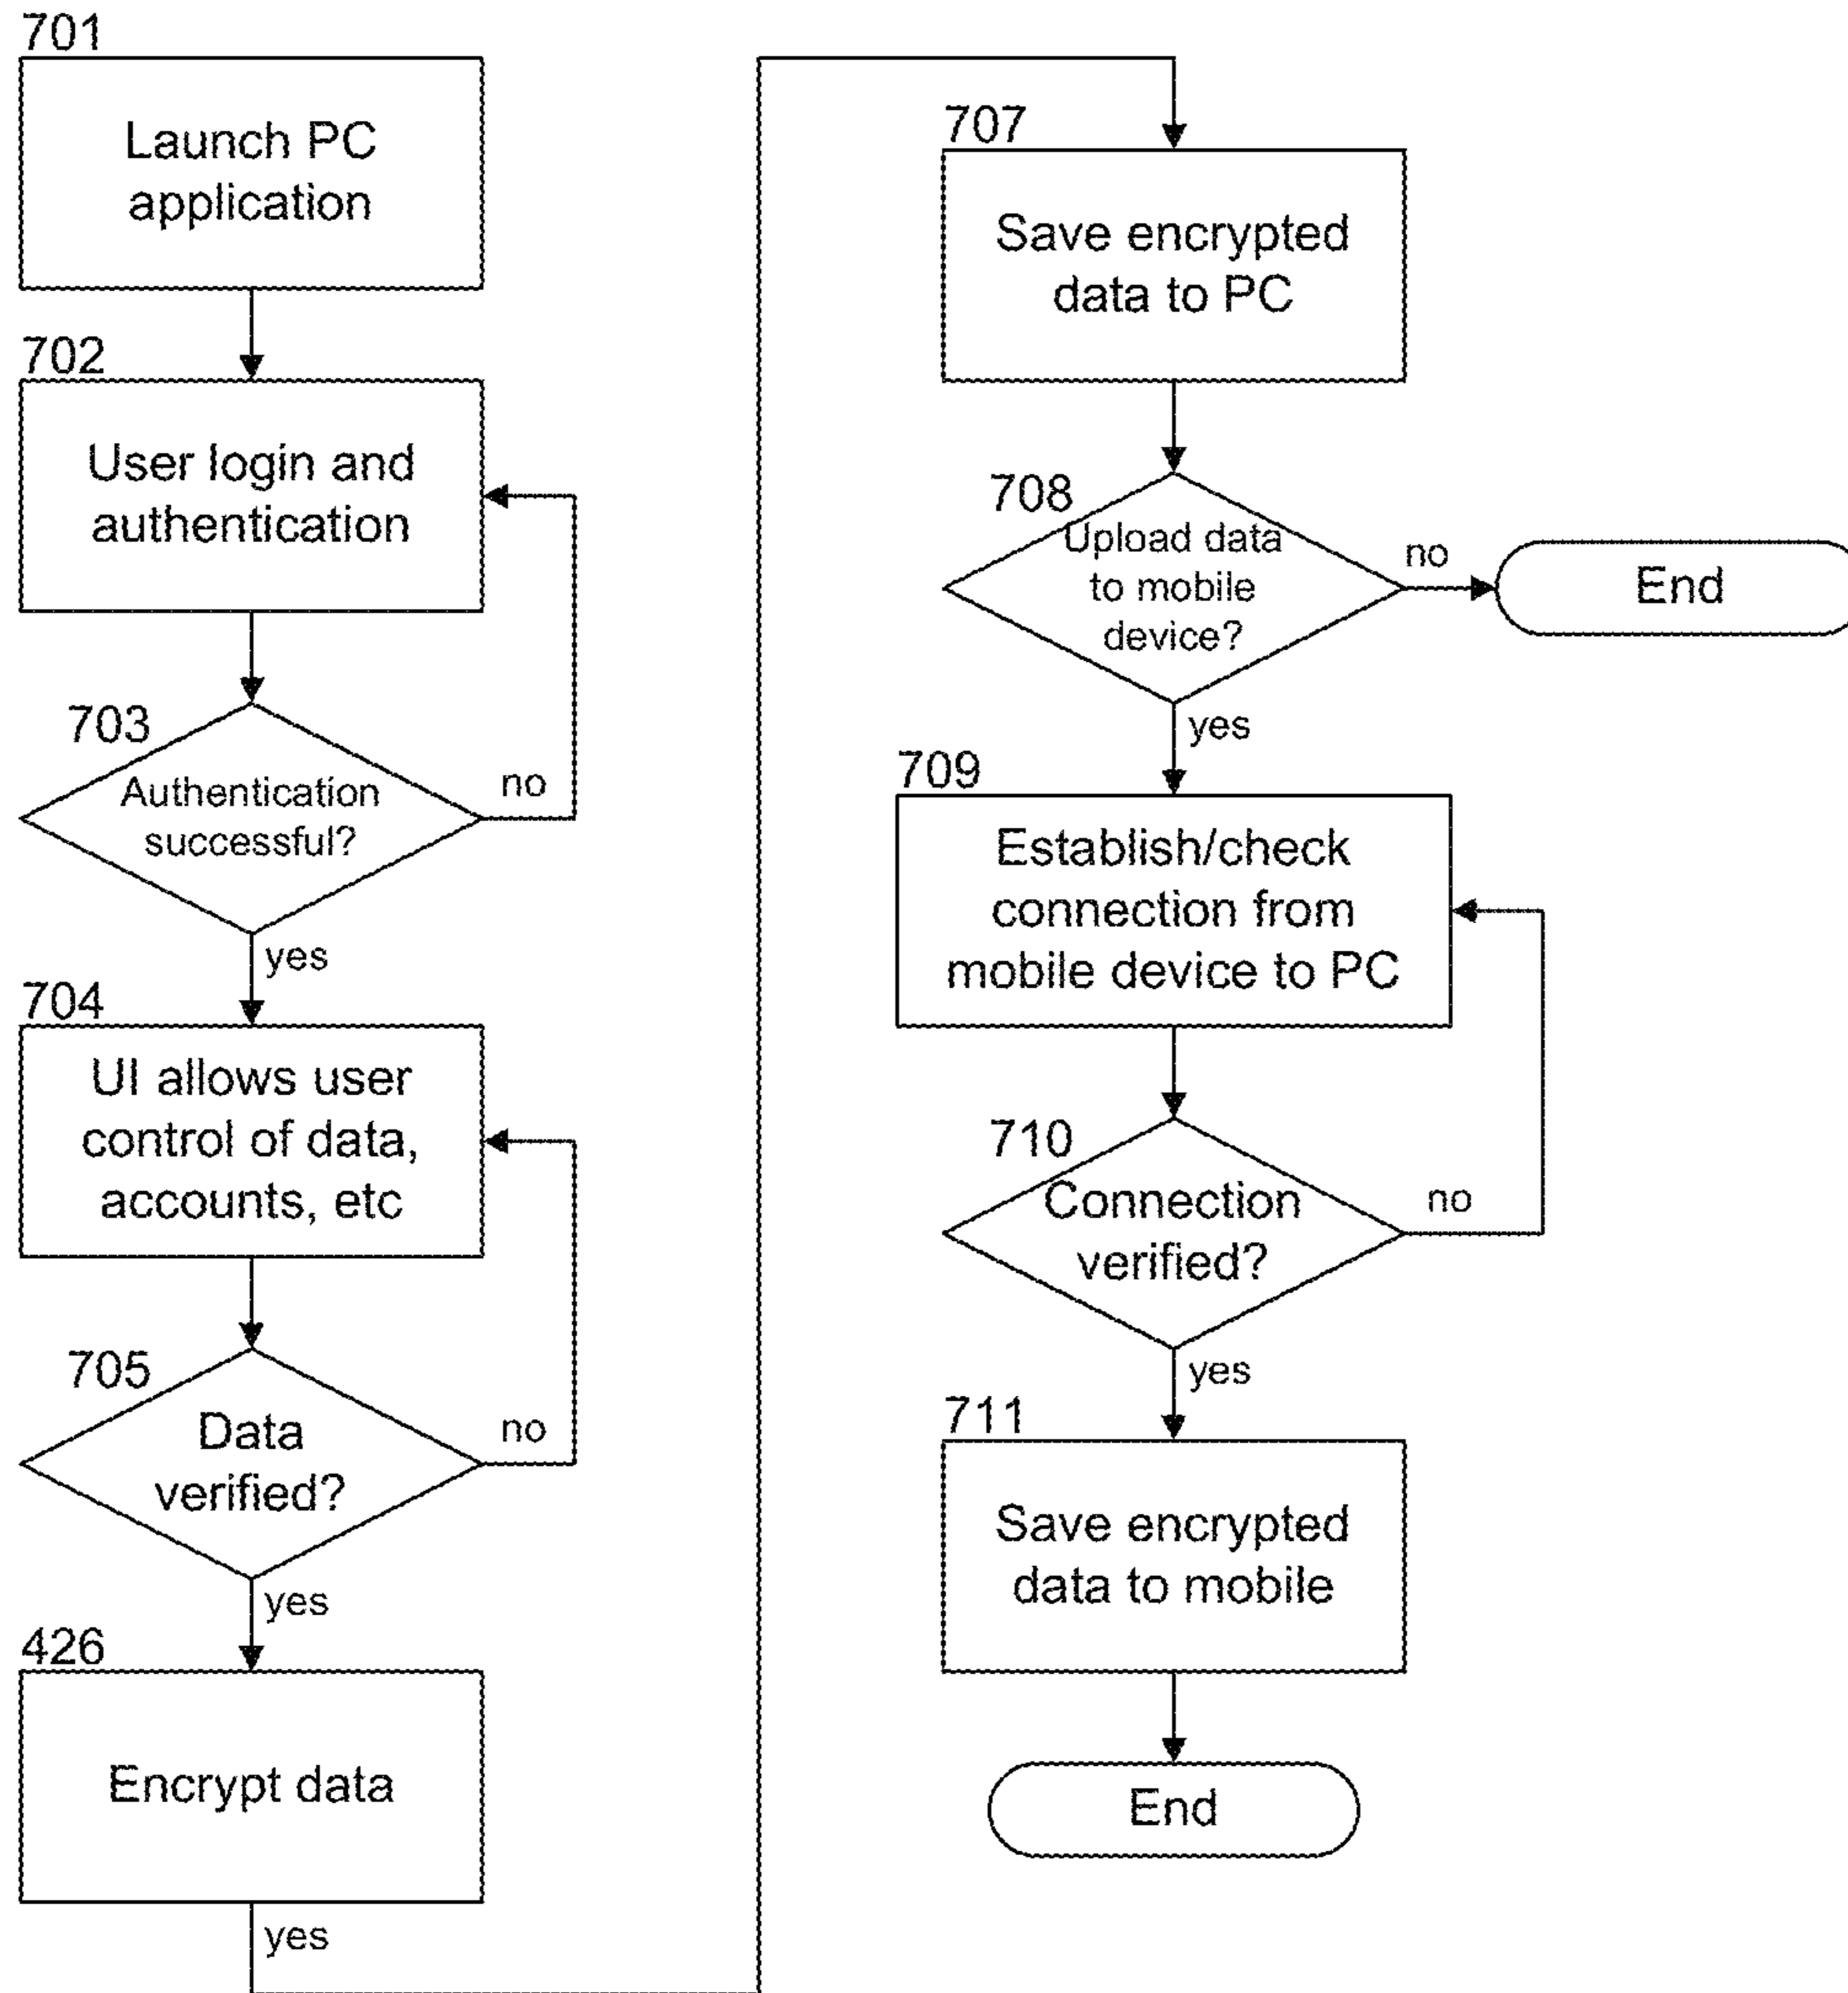 701
Launch PC
application
702
User login and
authentication
703
Authentication
successful?
no
yes
704
UI allows user
control of data,
accounts, etc
705
Data
verified?
no
yes
426
Encrypt data
yes
707
Save encrypted
data to PC
708
Upload data
to mobile
device?
no
End
yes
709
Establish/check
connection from
mobile device to PC
710
Connection
verified?
no
yes
711
Save encrypted
data to mobile
End